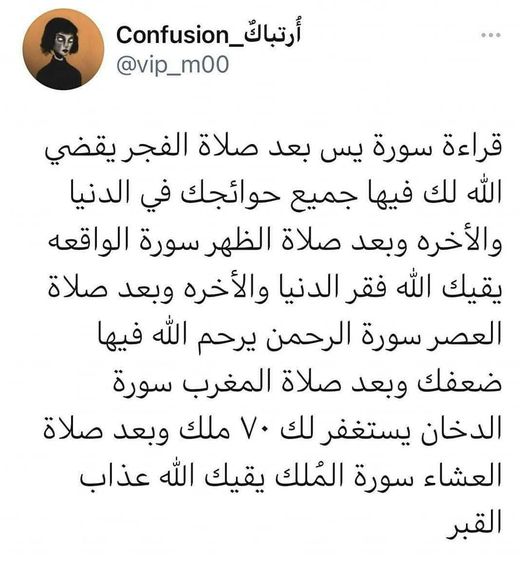 Confusion_أُرتباكٌ
@vip_m00
قراءة سورة يس بعد صلاة الفجر يقضي
الله لك فيها جميع حوائجك في الدنيا
والأخره وبعد صلاة الظهر سورة الواقعه
يقيك الله فقر الدنيا والأخره وبعد صلاة
العصر سورة الرحمن يرحم الله فيها
ضعفك وبعد صلاة المغرب سورة
الدخان يستغفر لك ٧٠ ملك وبعد صلاة
العشاء سورة المُلك يقيك الله عذاب
القبر